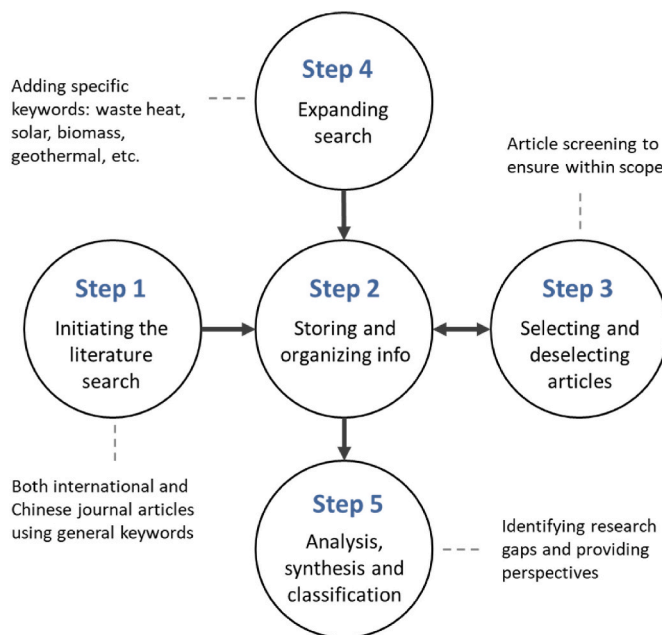 Step 4
Expanding
search
Adding specific
keywords: waste heat,
solar, biomass,
geothermal, etc.
Article screening to
ensure within scope
Step 1
Initiating the
literature
search
Step 2
Storing and
organizing info
Step 3
Selecting and
deselecting
articles
Both international and
Chinese journal articles
using general keywords
Step 5
Analysis,
synthesis and
classification
Identifying research
gaps and providing
perspectives